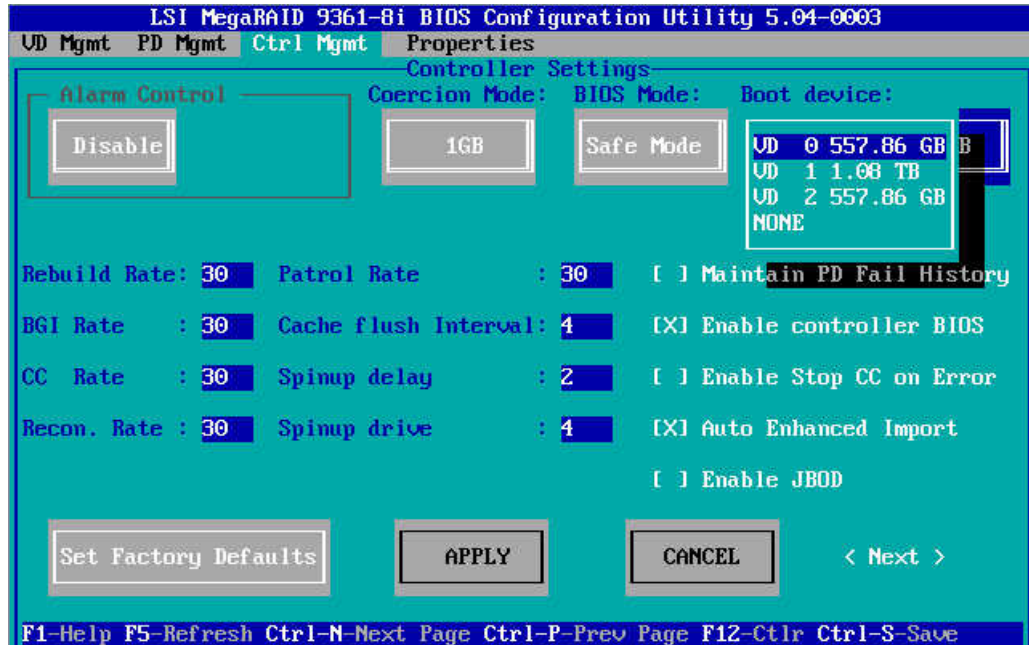 LSI MegaRAID 9361-8i BIOS Configuration Utility 5.04-0003
VD Mgmt PD Mgmt Ctrl Mgmt Properties
Controller Settings
Alarm Control Coercion Mode: BIOS Mode: Boot device:
Disable 1GB Safe Mode VD 0 557.86 GB B
VD 1 1.08 TB
VD 2 557.86 GB
NONE
Rebuild Rate: 30 Patrol Rate : 30 [ ] Maintain PD Fail History
BGI Rate : 30 Cache flush Interval: 4 [X] Enable controller BIOS
CC Rate : 30 Spinup delay : 2 [ ] Enable Stop CC on Error
Recon. Rate : 30 Spinup drive : 4 [X] Auto Enhanced Import
[ ] Enable JBOD
Set Factory Defaults APPLY CANCEL < Next >
F1-Help F5-Refresh Ctrl-N-Next Page Ctrl-P-Prev Page F12-Ctlr Ctrl-S-Save